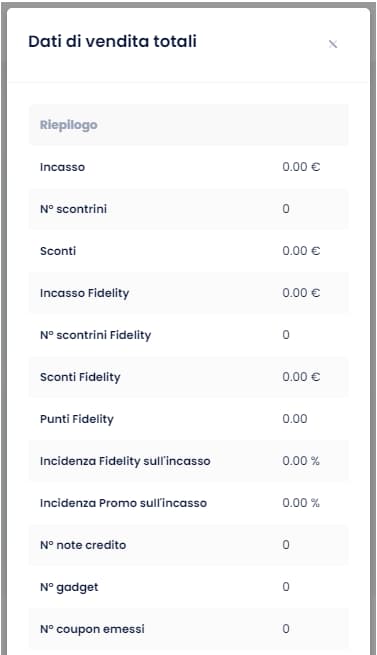 Dati di vendita totali
Riepilogo
Incasso 0.00 €
N° scontrini 0
Sconti 0.00 €
Incasso Fidelity 0.00 €
N° scontrini Fidelity 0
Sconti Fidelity 0.00 €
Punti Fidelity 0.00
Incidenza Fidelity sull'incasso 0.00 %
Incidenza Promo sull'incasso 0.00 %
N° note credito 0
N° gadget 0
N° coupon emessi 0